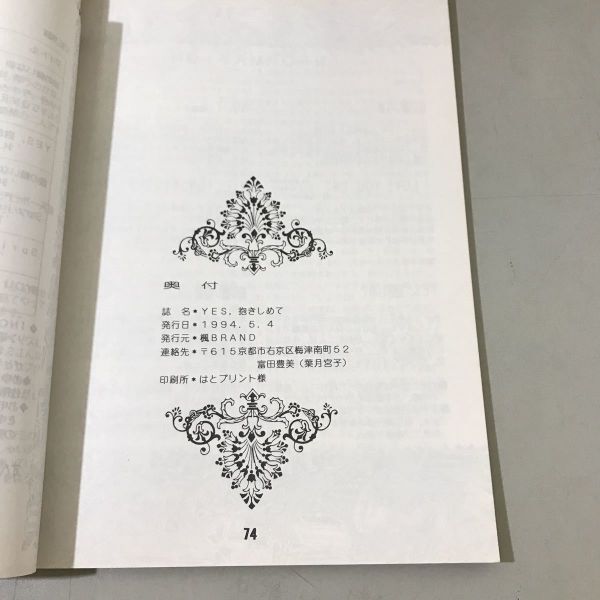 奥付
誌 名＊ＹＥＳ，抱きしめて
発行日＊１９９４．５．４
発行元＊楓ＢＲＡＮＤ
連絡先＊〒６１５京都市右京区梅津南町５２
富田豊美（葉月宮子）
印刷所＊はとプリント様
74